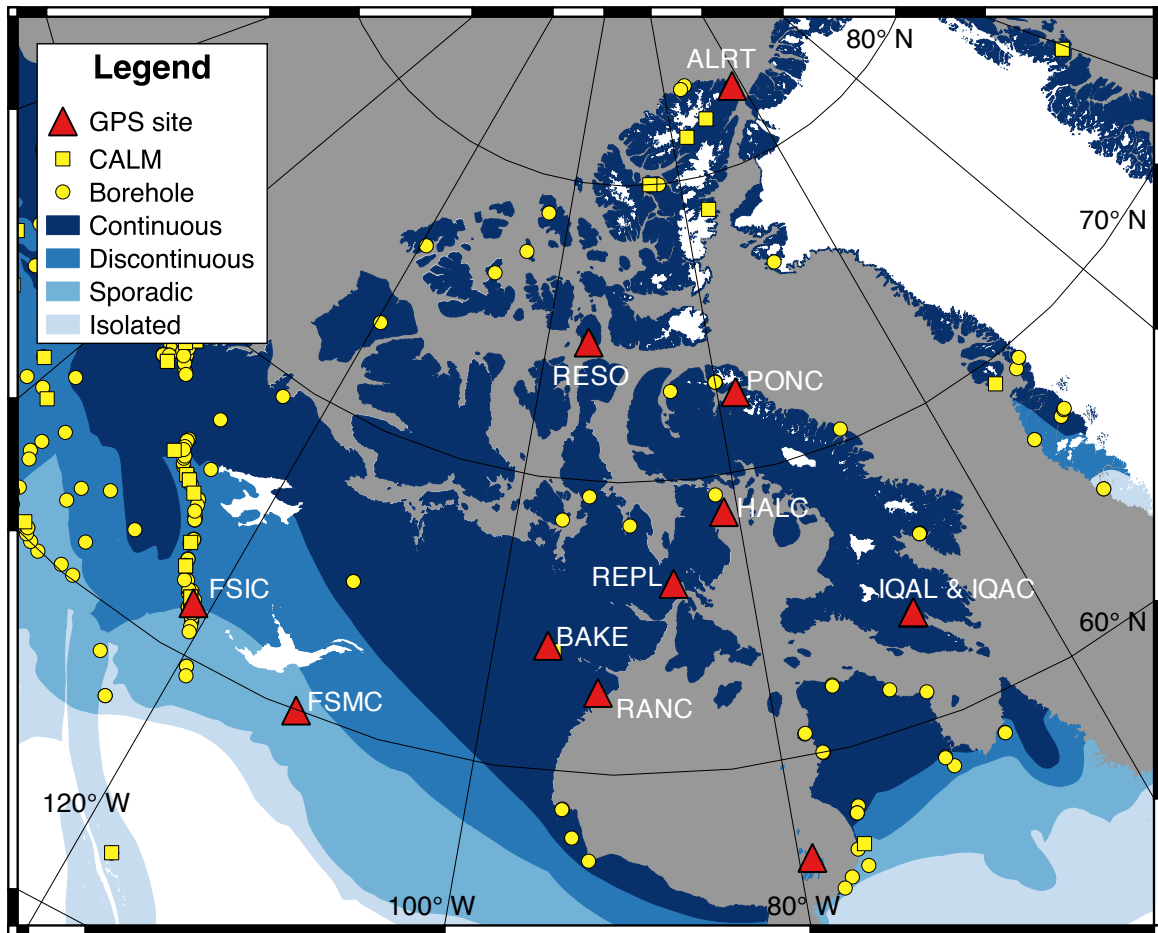 80° N
Legend
ALRT
GPS site
CALM
Borehole
Continuous
70° N
Discontinuous
Sporadic
Isolated
RESO
PONC
HALC
REPL
FSIC
IQAL & IQAC
60° N
BAKE
FSMC
RANC
120° W
100° W
80° W